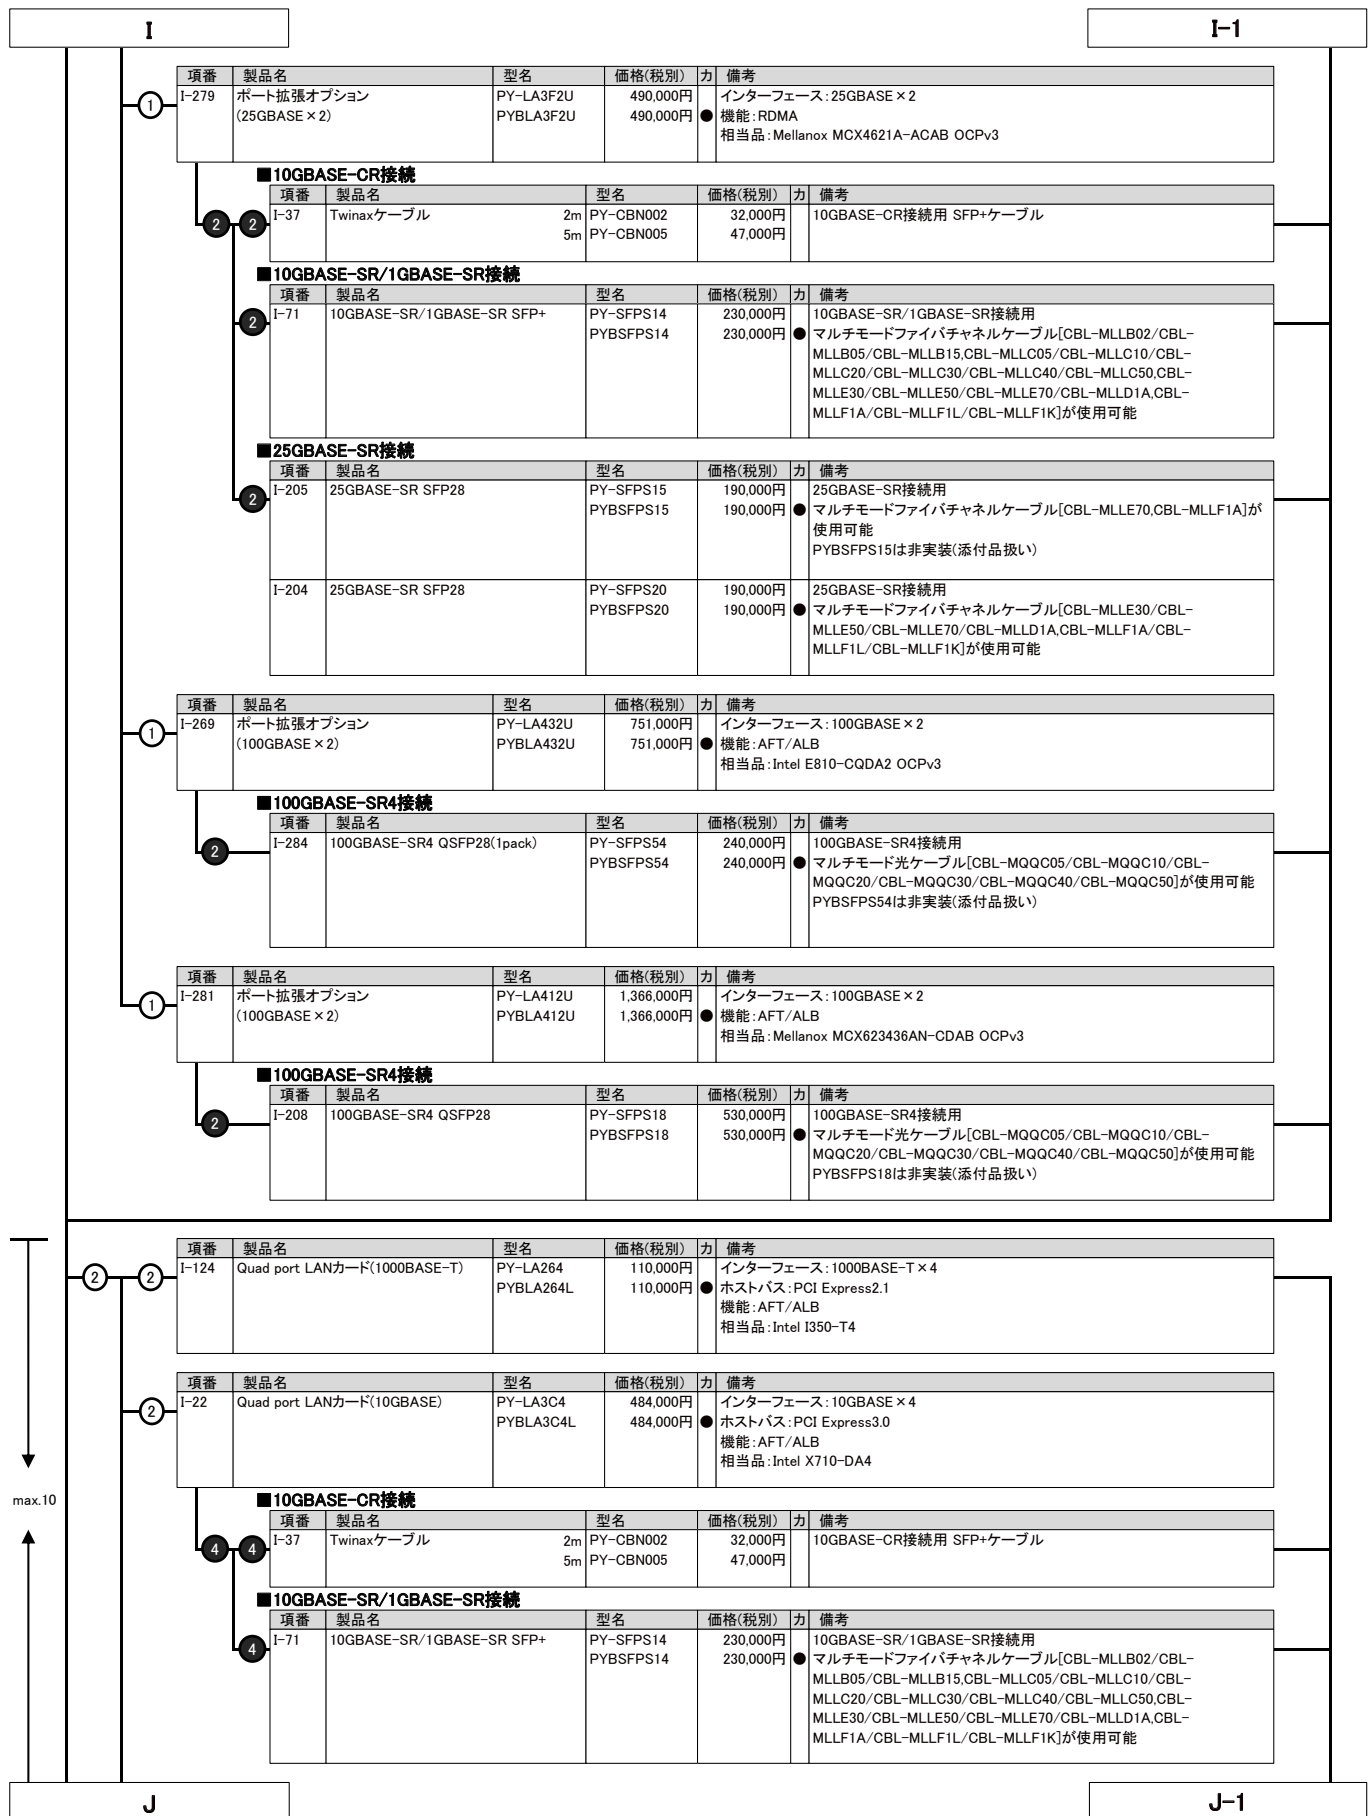 I
I-1
項番 製品名 型名 価格(税別) カ 備考
① I-279 ポート拡張オプション PY-LA3F2U 490,000円 インターフェース:25GBASE×2
(25GBASE×2) PYBLA3F2U 490,000円 ● 機能:RDMA
相当品:Mellanox MCX4621A-ACAB OCPv3
■10GBASE-CR接続
項番 製品名 型名 価格(税別) カ 備考
2 2 I-37 Twinaxケーブル 2m PY-CBN002 32,000円 10GBASE-CR接続用 SFP+ケーブル
5m PY-CBN005 47,000円
■10GBASE-SR/1GBASE-SR接続
項番 製品名 型名 価格(税別) カ 備考
2 I-71 10GBASE-SR/1GBASE-SR SFP+ PY-SFPS14 230,000円 10GBASE-SR/1GBASE-SR接続用
PYBSFPS14 230,000円 ● マルチモードファイバチャネルケーブル[CBL-MLLB02/CBL-
MLLB05/CBL-MLLB15,CBL-MLLC05/CBL-MLLC10/CBL-
MLLC20/CBL-MLLC30/CBL-MLLC40/CBL-MLLC50,CBL-
MLLE30/CBL-MLLE50/CBL-MLLE70/CBL-MLLD1A,CBL-
MLLF1A/CBL-MLLF1L/CBL-MLLF1K]が使用可能
■25GBASE-SR接続
項番 製品名 型名 価格(税別) カ 備考
2 I-205 25GBASE-SR SFP28 PY-SFPS15 190,000円 25GBASE-SR接続用
PYBSFPS15 190,000円 ● マルチモードファイバチャネルケーブル[CBL-MLLE70,CBL-MLLF1A]が
使用可能
PYBSFPS15は非実装(添付品扱い)
I-204 25GBASE-SR SFP28 PY-SFPS20 190,000円 25GBASE-SR接続用
PYBSFPS20 190,000円 ● マルチモードファイバチャネルケーブル[CBL-MLLE30/CBL-
MLLE50/CBL-MLLE70/CBL-MLLD1A,CBL-MLLF1A/CBL-
MLLF1L/CBL-MLLF1K]が使用可能
項番 製品名 型名 価格(税別) カ 備考
① I-269 ポート拡張オプション PY-LA432U 751,000円 インターフェース:100GBASE×2
(100GBASE×2) PYBLA432U 751,000円 ● 機能:AFT/ALB
相当品:Intel E810-CQDA2 OCPv3
■100GBASE-SR4接続
項番 製品名 型名 価格(税別) カ 備考
2 I-284 100GBASE-SR4 QSFP28(1pack) PY-SFPS54 240,000円 100GBASE-SR4接続用
PYBSFPS54 240,000円 ● マルチモード光ケーブル[CBL-MQQC05/CBL-MQQC10/CBL-
MQQC20/CBL-MQQC30/CBL-MQQC40/CBL-MQQC50]が使用可能
PYBSFPS54は非実装(添付品扱い)
項番 製品名 型名 価格(税別) カ 備考
① I-281 ポート拡張オプション PY-LA412U 1,366,000円 インターフェース:100GBASE×2
(100GBASE×2) PYBLA412U 1,366,000円 ● 機能:AFT/ALB
相当品:Mellanox MCX623436AN-CDAB OCPv3
■100GBASE-SR4接続
項番 製品名 型名 価格(税別) カ 備考
2 I-208 100GBASE-SR4 QSFP28 PY-SFPS18 530,000円 100GBASE-SR4接続用
PYBSFPS18 530,000円 ● マルチモード光ケーブル[CBL-MQQC05/CBL-MQQC10/CBL-
MQQC20/CBL-MQQC30/CBL-MQQC40/CBL-MQQC50]が使用可能
PYBSFPS18は非実装(添付品扱い)
項番 製品名 型名 価格(税別) カ 備考
② ② I-124 Quad port LANカード(1000BASE-T) PY-LA264 110,000円 インターフェース:1000BASE-T×4
PYBLA264L 110,000円 ● ホストバス:PCI Express2.1
機能:AFT/ALB
相当品:Intel I350-T4
項番 製品名 型名 価格(税別) カ 備考
② I-22 Quad port LANカード(10GBASE) PY-LA3C4 484,000円 インターフェース:10GBASE×4
PYBLA3C4L 484,000円 ● ホストバス:PCI Express3.0
機能:AFT/ALB
相当品:Intel X710-DA4
max.10
■10GBASE-CR接続
項番 製品名 型名 価格(税別) カ 備考
4 4 I-37 Twinaxケーブル 2m PY-CBN002 32,000円 10GBASE-CR接続用 SFP+ケーブル
5m PY-CBN005 47,000円
■10GBASE-SR/1GBASE-SR接続
項番 製品名 型名 価格(税別) カ 備考
4 I-71 10GBASE-SR/1GBASE-SR SFP+ PY-SFPS14 230,000円 10GBASE-SR/1GBASE-SR接続用
PYBSFPS14 230,000円 ● マルチモードファイバチャネルケーブル[CBL-MLLB02/CBL-
MLLB05/CBL-MLLB15,CBL-MLLC05/CBL-MLLC10/CBL-
MLLC20/CBL-MLLC30/CBL-MLLC40/CBL-MLLC50,CBL-
MLLE30/CBL-MLLE50/CBL-MLLE70/CBL-MLLD1A,CBL-
MLLF1A/CBL-MLLF1L/CBL-MLLF1K]が使用可能
J
J-1